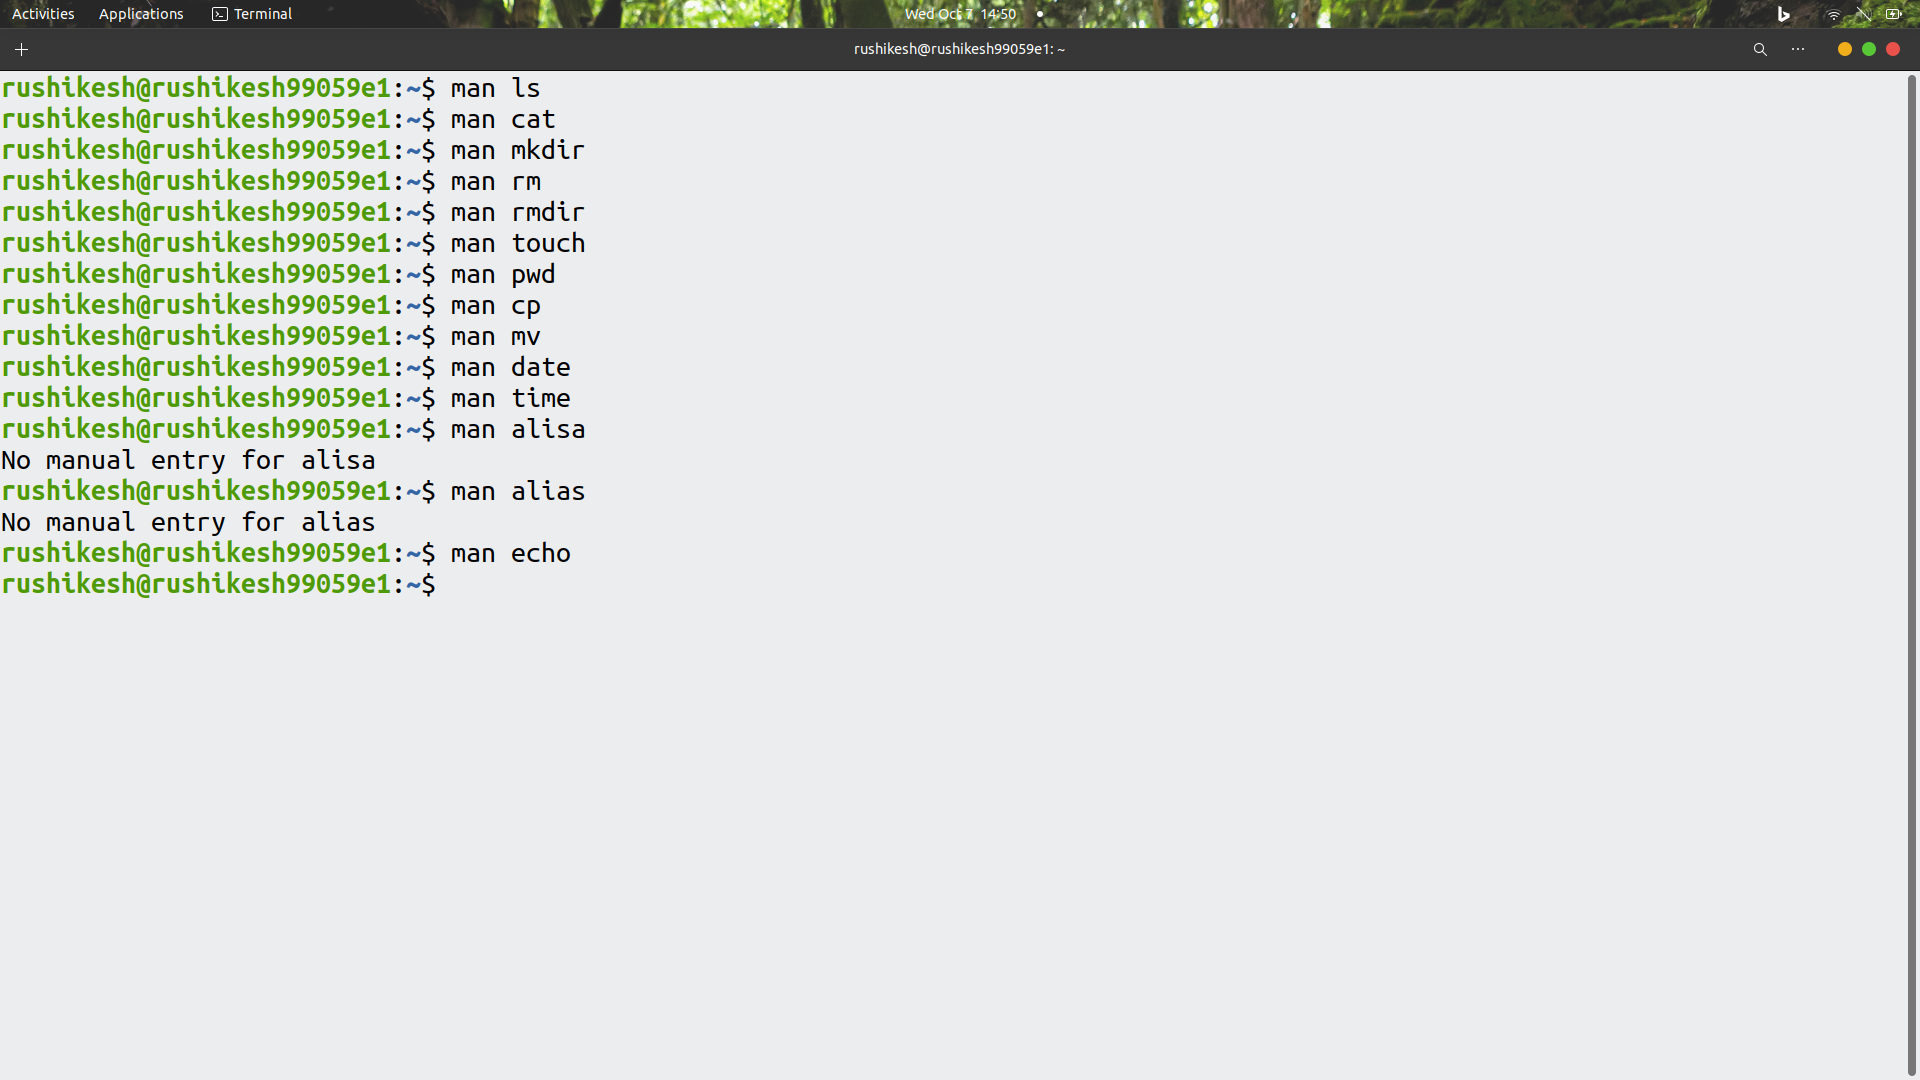 Activities Applications Terminal Wed Oct 7 14:50
rushikesh@rushikesh99059e1: ~
rushikesh@rushikesh99059e1:~$ man ls
rushikesh@rushikesh99059e1:~$ man cat
rushikesh@rushikesh99059e1:~$ man mkdir
rushikesh@rushikesh99059e1:~$ man rm
rushikesh@rushikesh99059e1:~$ man rmdir
rushikesh@rushikesh99059e1:~$ man touch
rushikesh@rushikesh99059e1:~$ man pwd
rushikesh@rushikesh99059e1:~$ man cp
rushikesh@rushikesh99059e1:~$ man mv
rushikesh@rushikesh99059e1:~$ man date
rushikesh@rushikesh99059e1:~$ man time
rushikesh@rushikesh99059e1:~$ man alisa
No manual entry for alisa
rushikesh@rushikesh99059e1:~$ man alias
No manual entry for alias
rushikesh@rushikesh99059e1:~$ man echo
rushikesh@rushikesh99059e1:~$